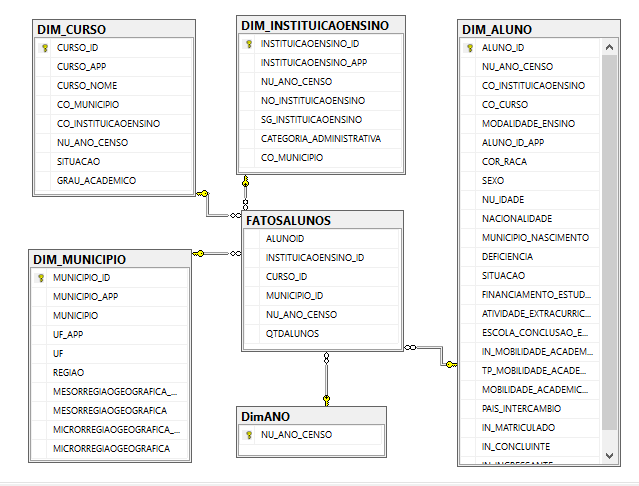 DIM_CURSO
CURSO_ID
CURSO_APP
CURSO_NOME
CO_MUNICIPIO
CO_INSTITUICAOENSINO
NU_ANO_CENSO
SITUACAO
GRAU_ACADEMICO
DIM_INSTITUICAOENSINO
INSTITUICAOENSINO_ID
INSTITUICAOENSINO_APP
NU_ANO_CENSO
NO_INSTITUICAOENSINO
SG_INSTITUICAOENSINO
CATEGORIA_ADMINISTRATIVA
CO_MUNICIPIO
DIM_ALUNO
ALUNO_ID
NU_ANO_CENSO
CO_INSTITUICAOENSINO
CO_CURSO
MODALIDADE_ENSINO
ALUNO_ID_APP
COR_RACA
SEXO
NU_IDADE
NACIONALIDADE
MUNICIPIO_NASCIMENTO
DEFICIENCIA
SITUACAO
FINANCIAMENTO_ESTUD...
ATIVIDADE_EXTRACURRIC...
ESCOLA_CONCLUSAO_E...
IN_MOBILIDADE_ACADEM...
TP_MOBILIDADE_ACADE...
MOBILIDADE_ACADEMIC...
PAIS_INTERCAMBIO
IN_MATRICULADO
IN_CONCLUINTE
IN_INGRESSANTE
FATOSALUNOS
ALUNOID
INSTITUICAOENSINO_ID
CURSO_ID
MUNICIPIO_ID
NU_ANO_CENSO
QTDALUNOS
DIM_MUNICIPIO
MUNICIPIO_ID
MUNICIPIO_APP
MUNICIPIO
UF_APP
UF
REGIAO
MESORREGIAOGEOGRAFICA_...
MESORREGIAOGEOGRAFICA
MICRORREGIAOGEOGRAFICA_...
MICRORREGIAOGEOGRAFICA
DimANO
NU_ANO_CENSO